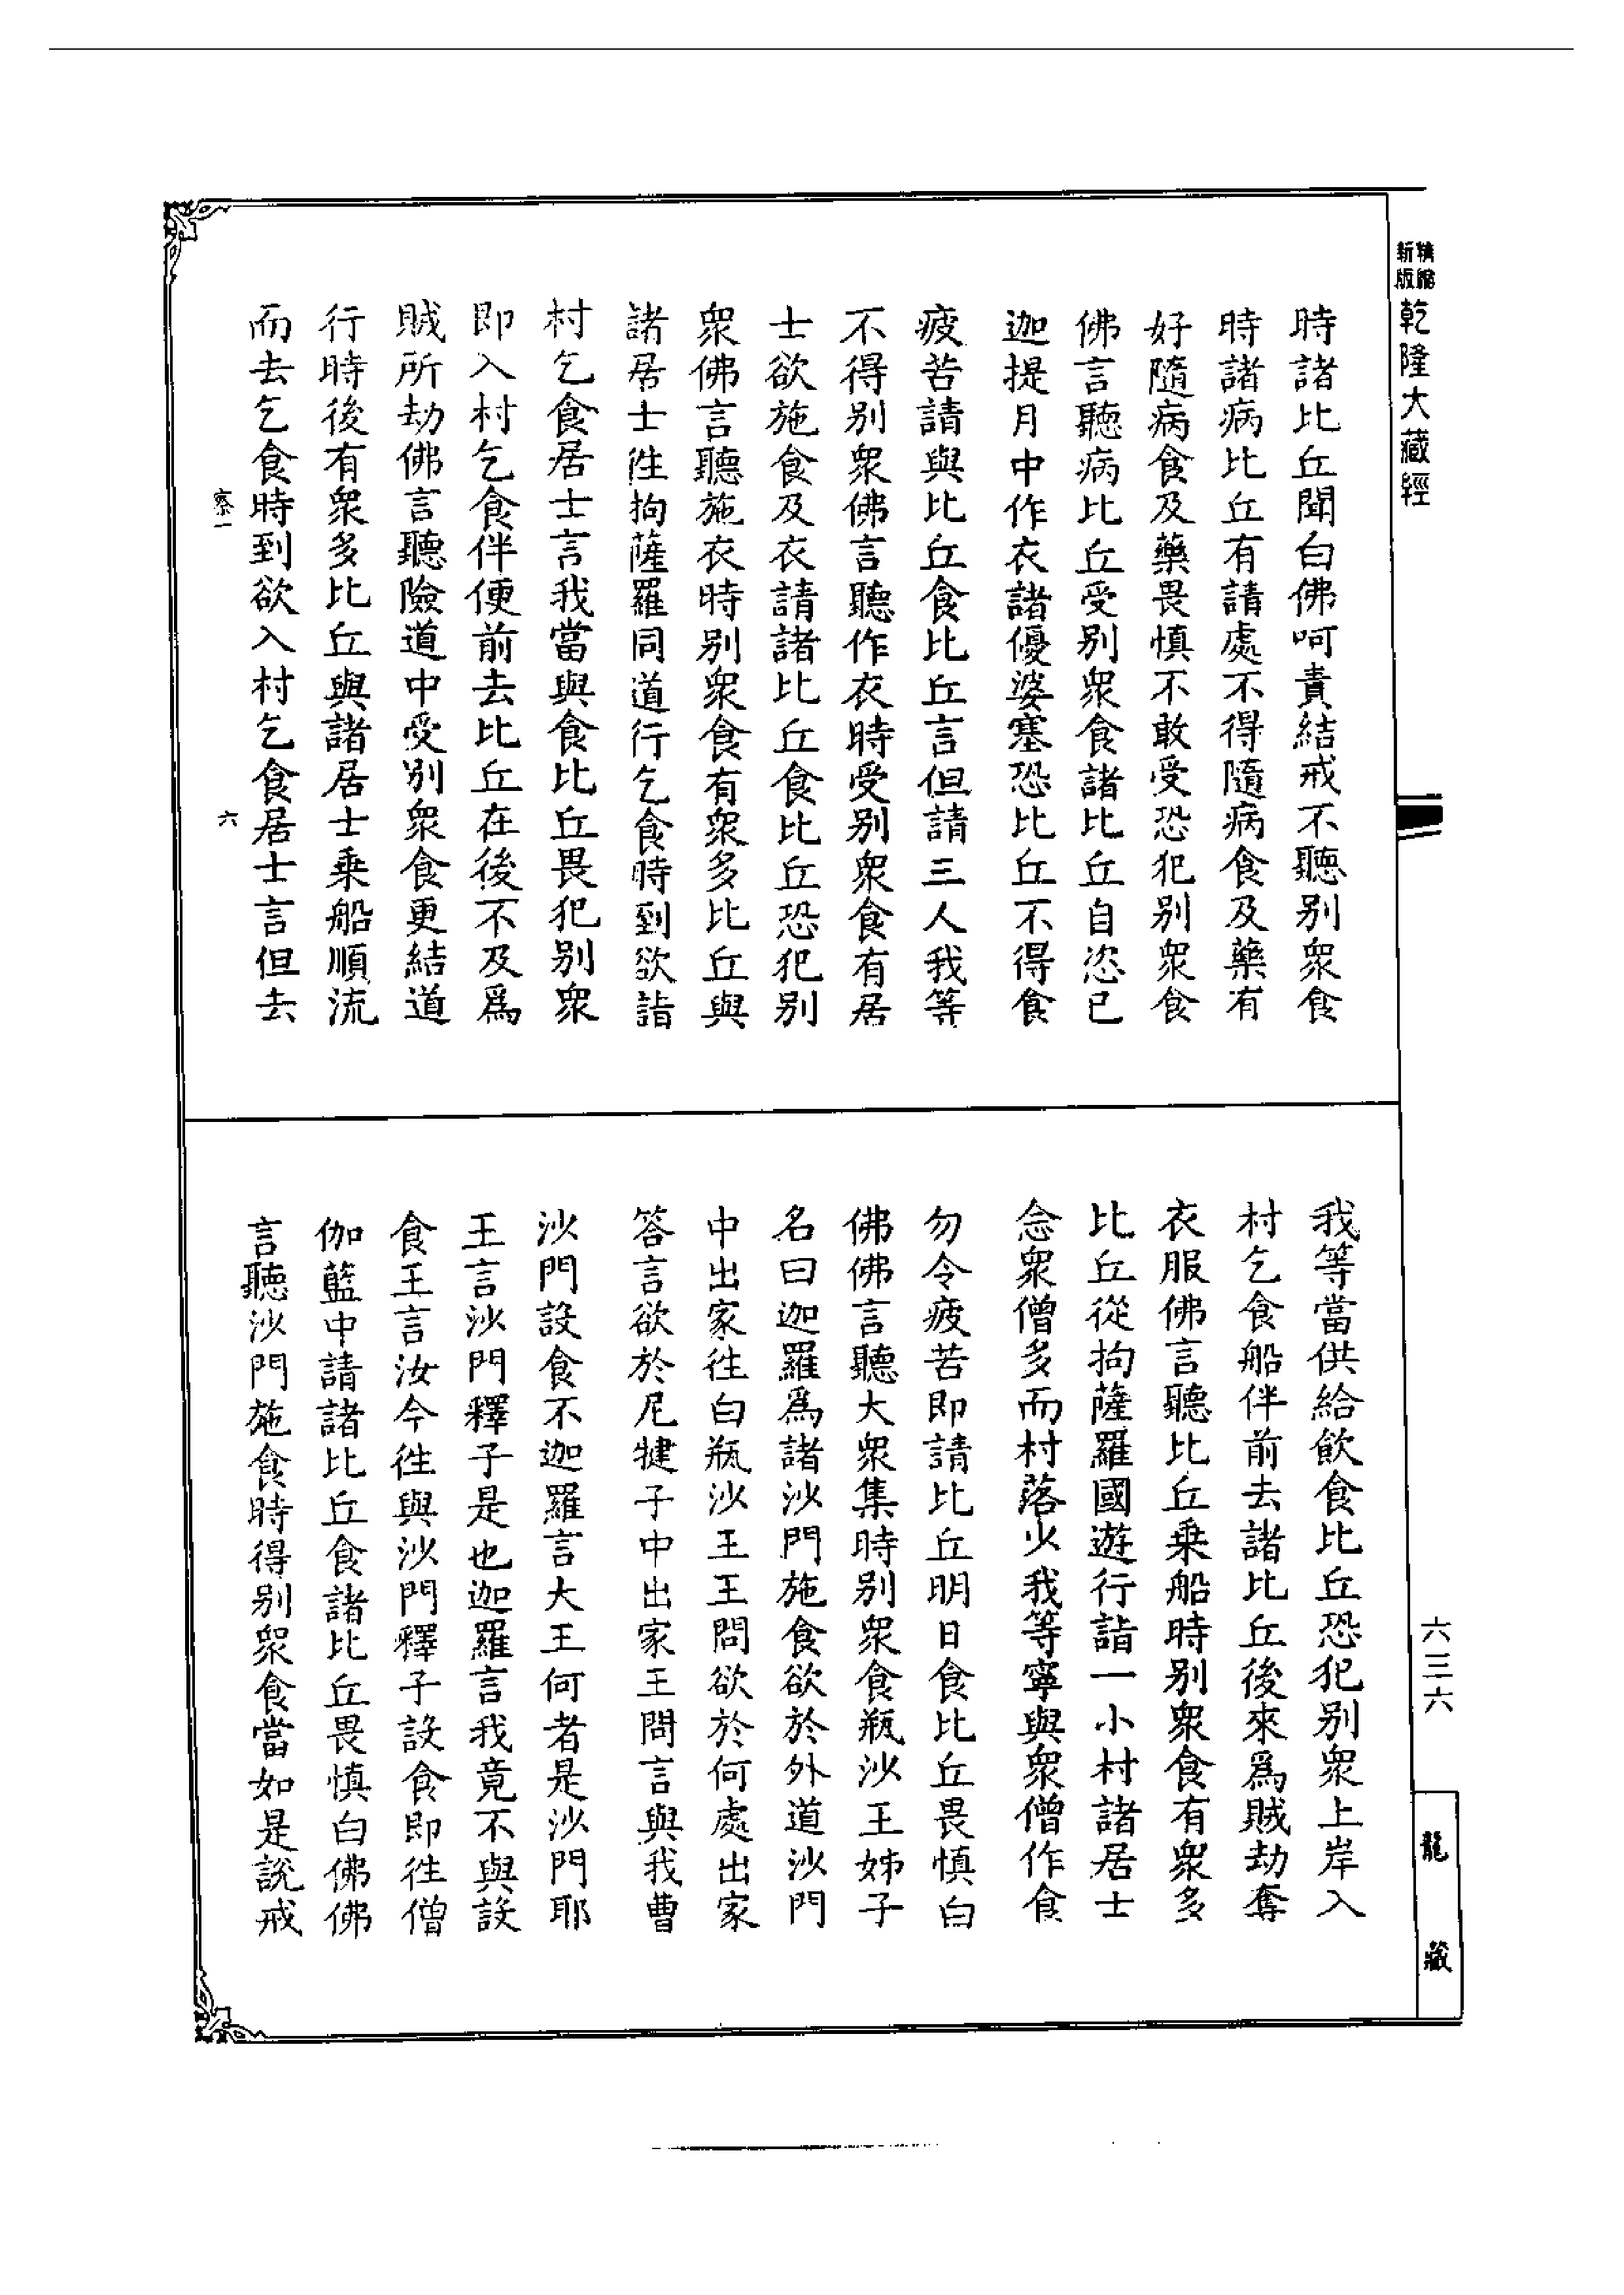 精縮新版乾隆大藏經
時諸比丘聞白佛呵責結戒不聽別衆食
時諸病比丘有請處不得隨病食及藥有
好隨病食及藥畏慎不敢受恐犯別衆食
佛言聽病比丘受別衆食諸比丘自恣已
迦提月中作衣諸優婆塞恐比丘不得食
疲苦請與比丘食比丘言但請三人我等
不得別衆佛言聽作衣時受別衆食有居
士欲施食及衣請諸比丘食比丘恐犯別
衆佛言聽施衣時別衆食有衆多比丘與
諸居士徃拘薩羅同道行乞食時到欲詣
村乞食居士言我當與食比丘畏犯別衆
即入村乞食伴便前去比丘在後不及爲
賊所劫佛言聽險道中受別衆食更結道
行時後有衆多比丘與諸居士乗船順流
而去乞食時到欲入村乞食居士言但去
察一
六
我等當供給飲食比丘恐犯別衆上岸入
村乞食船伴前去諸比丘後來爲賊劫奪
衣服佛言聽比丘乗船時別衆食有衆多
比丘從拘薩羅國遊行詣一小村諸居士
念衆僧多而村落少我等寧與衆僧作食
勿令疲苦即請比丘明日食比丘畏慎白
佛佛言聽大衆集時別衆食瓶沙王姊子
名曰迦羅爲諸沙門施食欲於外道沙門
中出家徃白瓶沙王王問欲於何處出家
答言欲於尼犍子中出家王問言與我曹
沙門設食不迦羅言大王何者是沙門耶
王言沙門釋子是也迦羅言我竟不與設
食王言汝今徃與沙門釋子設食即徃僧
伽藍中請諸比丘食諸比丘畏慎白佛佛
言聽沙門施食時得別衆食當如是説戒
六三六
龍藏